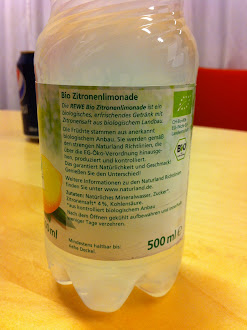 Bio Zitronenlimonade
Die REWE Bio Zitronenlimonade ist ein
biologisches, erfrischendes Getränk mit
Zitronensaft aus biologischem Landbau.
Die Früchte stammen aus anerkannt
biologischem Anbau. Sie werden gemäß
den strengen Naturland Richtlinien, die
über die EG-Öko-Verordnung hinausge-
hen, produziert und kontrolliert.
Das garantiert Natürlichkeit und Geschmack!
Genießen Sie den Unterschied!
Weitere Informationen zu den Naturland Richtlinien
finden Sie unter www.naturland.de.
Zutaten: Natürliches Mineralwasser, Zucker*,
Zitronensaft* 4 %, Kohlensäure.
*aus kontrolliert biologischem Anbau.
Nach dem Öffnen gekühlt aufbewahren und innerhalb
weniger Tage verzehren.
Mindestens haltbar bis:
siehe Deckel
500 ml
ml
BIO